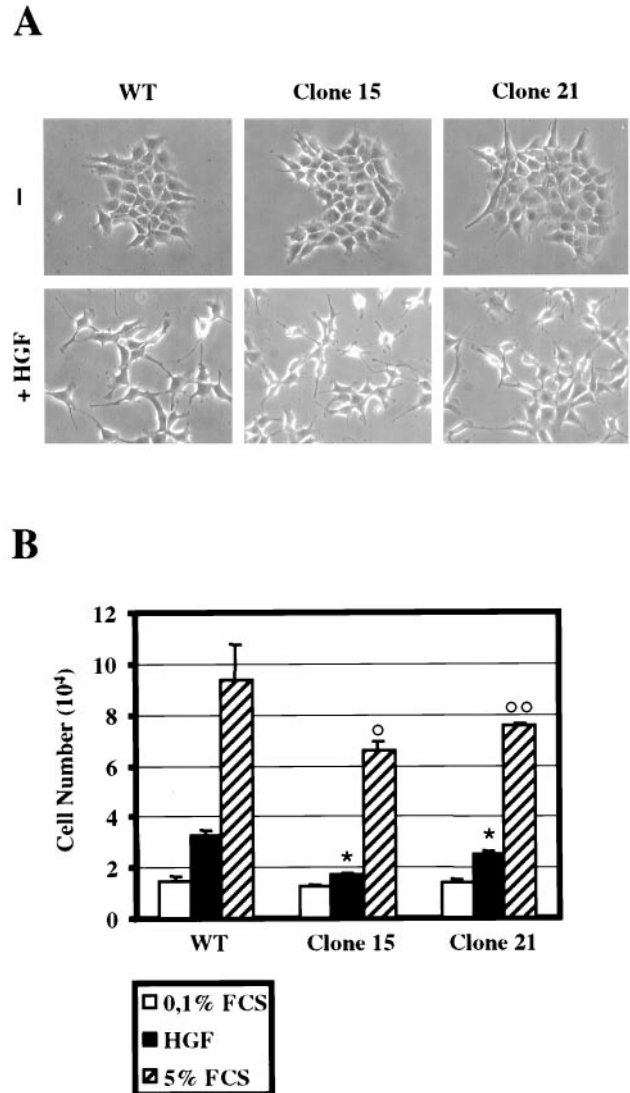 A
WT Clone 15 Clone 21
–
+ HGF
B
Cell Number (10⁴)
12
10
8
6
4
2
0
○
○○
*
*
WT Clone 15 Clone 21
0,1% FCS
HGF
5% FCS